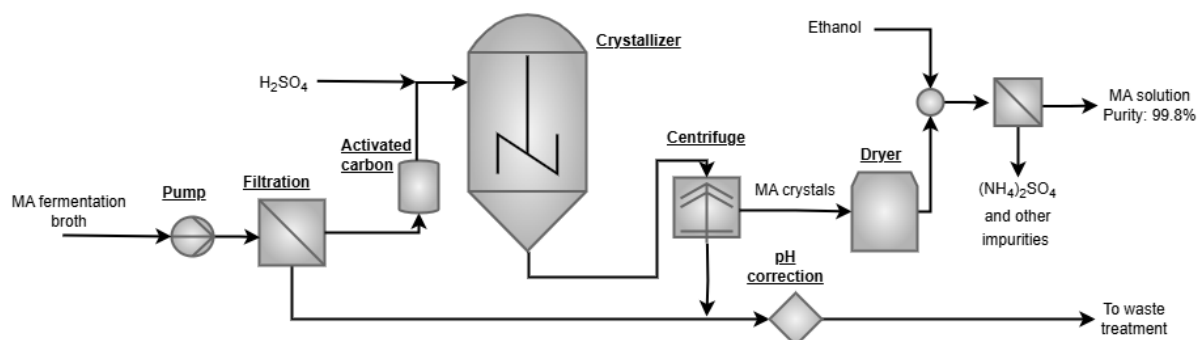 Ethanol
Crystallizer
H₂SO₄
MA solution
Purity: 99.8%
Activated
carbon
Centrifuge
Dryer
Pump
Filtration
MA fermentation
broth
MA crystals
(NH₄)₂SO₄
and other
impurities
pH
correction
To waste
treatment